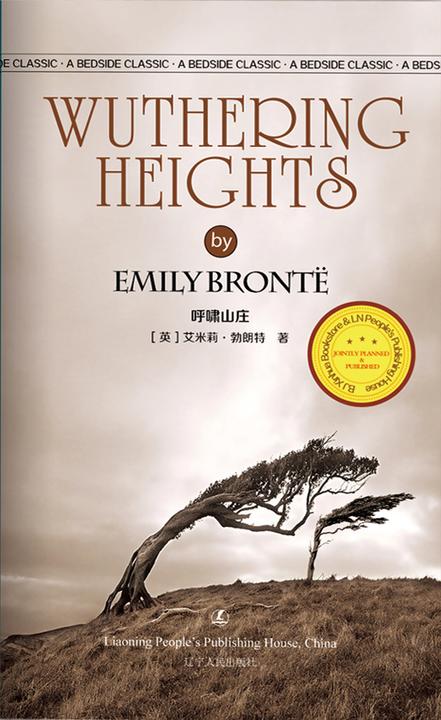 DE CLASSIC · A BEDSIDE CLASSIC · A BEDSIDE CLASSIC · A BEDSIDE CLASSIC · A BEDS
WUTHERING
HEIGHTS
by
EMILY BRONTË
呼啸山庄
[ 英 ] 艾米莉 · 勃朗特 著
BJ Xinhua Bookstore & LN People's Publishing House
JOINTLY PLANNED
&
PUBLISHED
Liaoning People's Publishing House, China
辽宁人民出版社